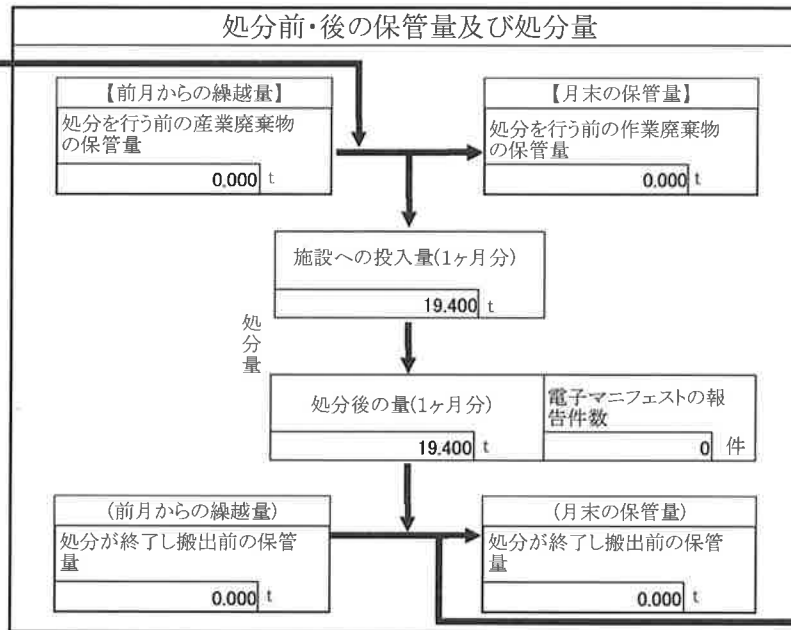 処分前・後の保管量及び処分量
【前月からの繰越量】
処分を行う前の産業廃棄物
の保管量
0.000 t
【月末の保管量】
処分を行う前の作業廃棄物
の保管量
0.000 t
施設への投入量(1ヶ月分)
19.400 t
処分量
処分後の量(1ヶ月分)
19.400 t
電子マニフェストの報
告件数
0 件
(前月からの繰越量)
処分が終了し搬出前の保管
量
0.000 t
(月末の保管量)
処分が終了し搬出前の保管
量
0.000 t